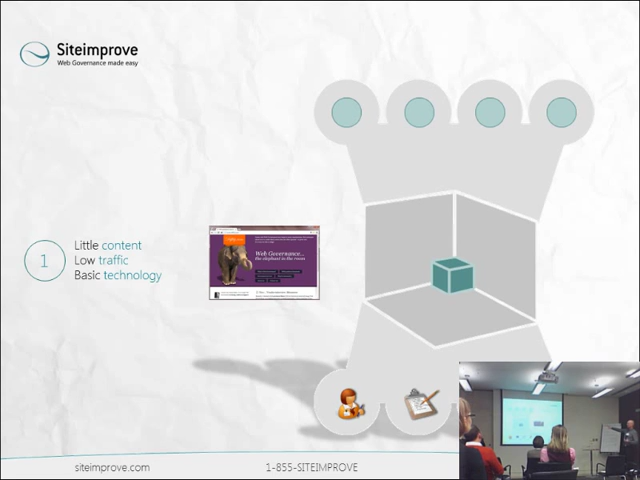 Siteimprove
Web Governance made easy
1
Little content
Low traffic
Basic technology
Web Governance...
the elephant in the room
siteimprove.com
1-855-SITEIMPROVE